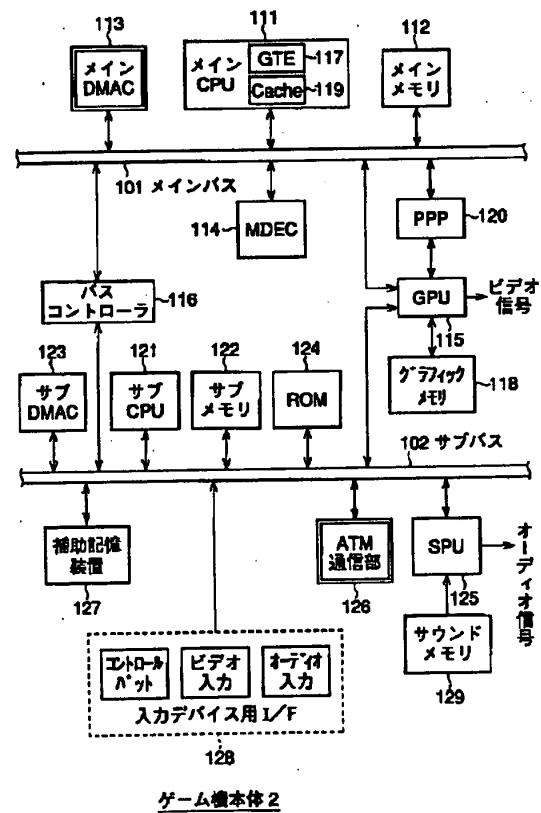 113
111
メイン
DMAC
メイン
CPU
GTE
117
Cache
119
112
メイン
メモリ
101 メインバス
114
MDEC
PPP
120
バス
コントローラ
116
GPU
ビデオ
信号
115
グラフィック
メモリ
118
123
サブ
DMAC
121
サブ
CPU
122
サブ
メモリ
124
ROM
102 サブバス
補助記憶
装置
127
ATM
通信部
126
SPU
125
オーディオ信号
サウンド
メモリ
129
コントロール
パット
ビデオ
入力
オーディオ
入力
入力デバイス用 I/F
128
ゲーム機本体2